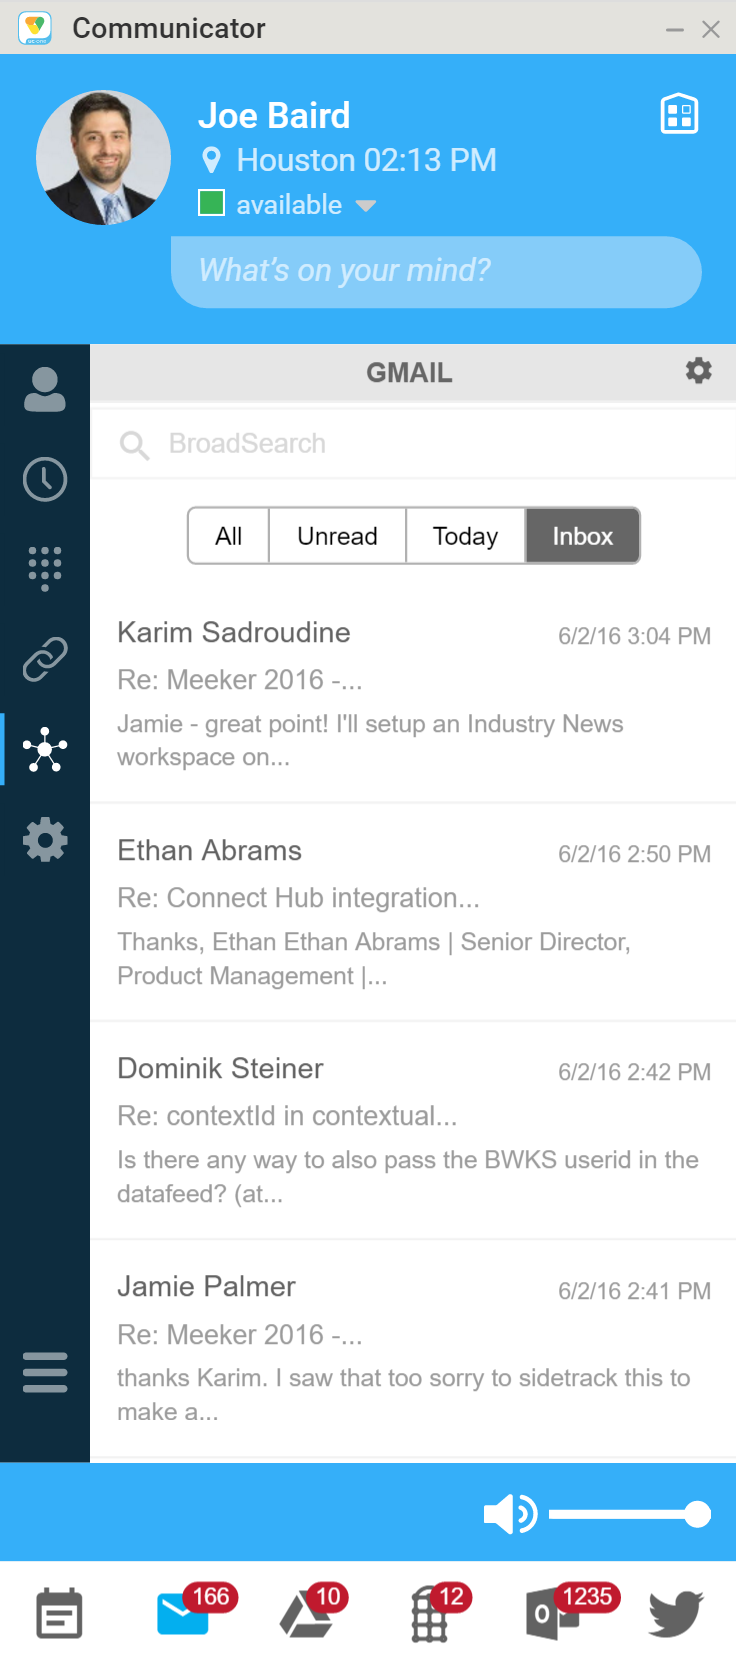 Communicator
Joe Baird
Houston 02:13 PM
available
What's on your mind?
GMAIL
BroadSearch
All Unread Today Inbox
Karim Sadroudine 6/2/16 3:04 PM
Re: Meeker 2016 -...
Jamie - great point! I'll setup an Industry News
workspace on...
Ethan Abrams 6/2/16 2:50 PM
Re: Connect Hub integration...
Thanks, Ethan Ethan Abrams | Senior Director,
Product Management |...
Dominik Steiner 6/2/16 2:42 PM
Re: contextId in contextual...
Is there any way to also pass the BWKS userid in the
datafeed? (at...
Jamie Palmer 6/2/16 2:41 PM
Re: Meeker 2016 -...
thanks Karim. I saw that too sorry to sidetrack this to
make a...
166 10 12 1235